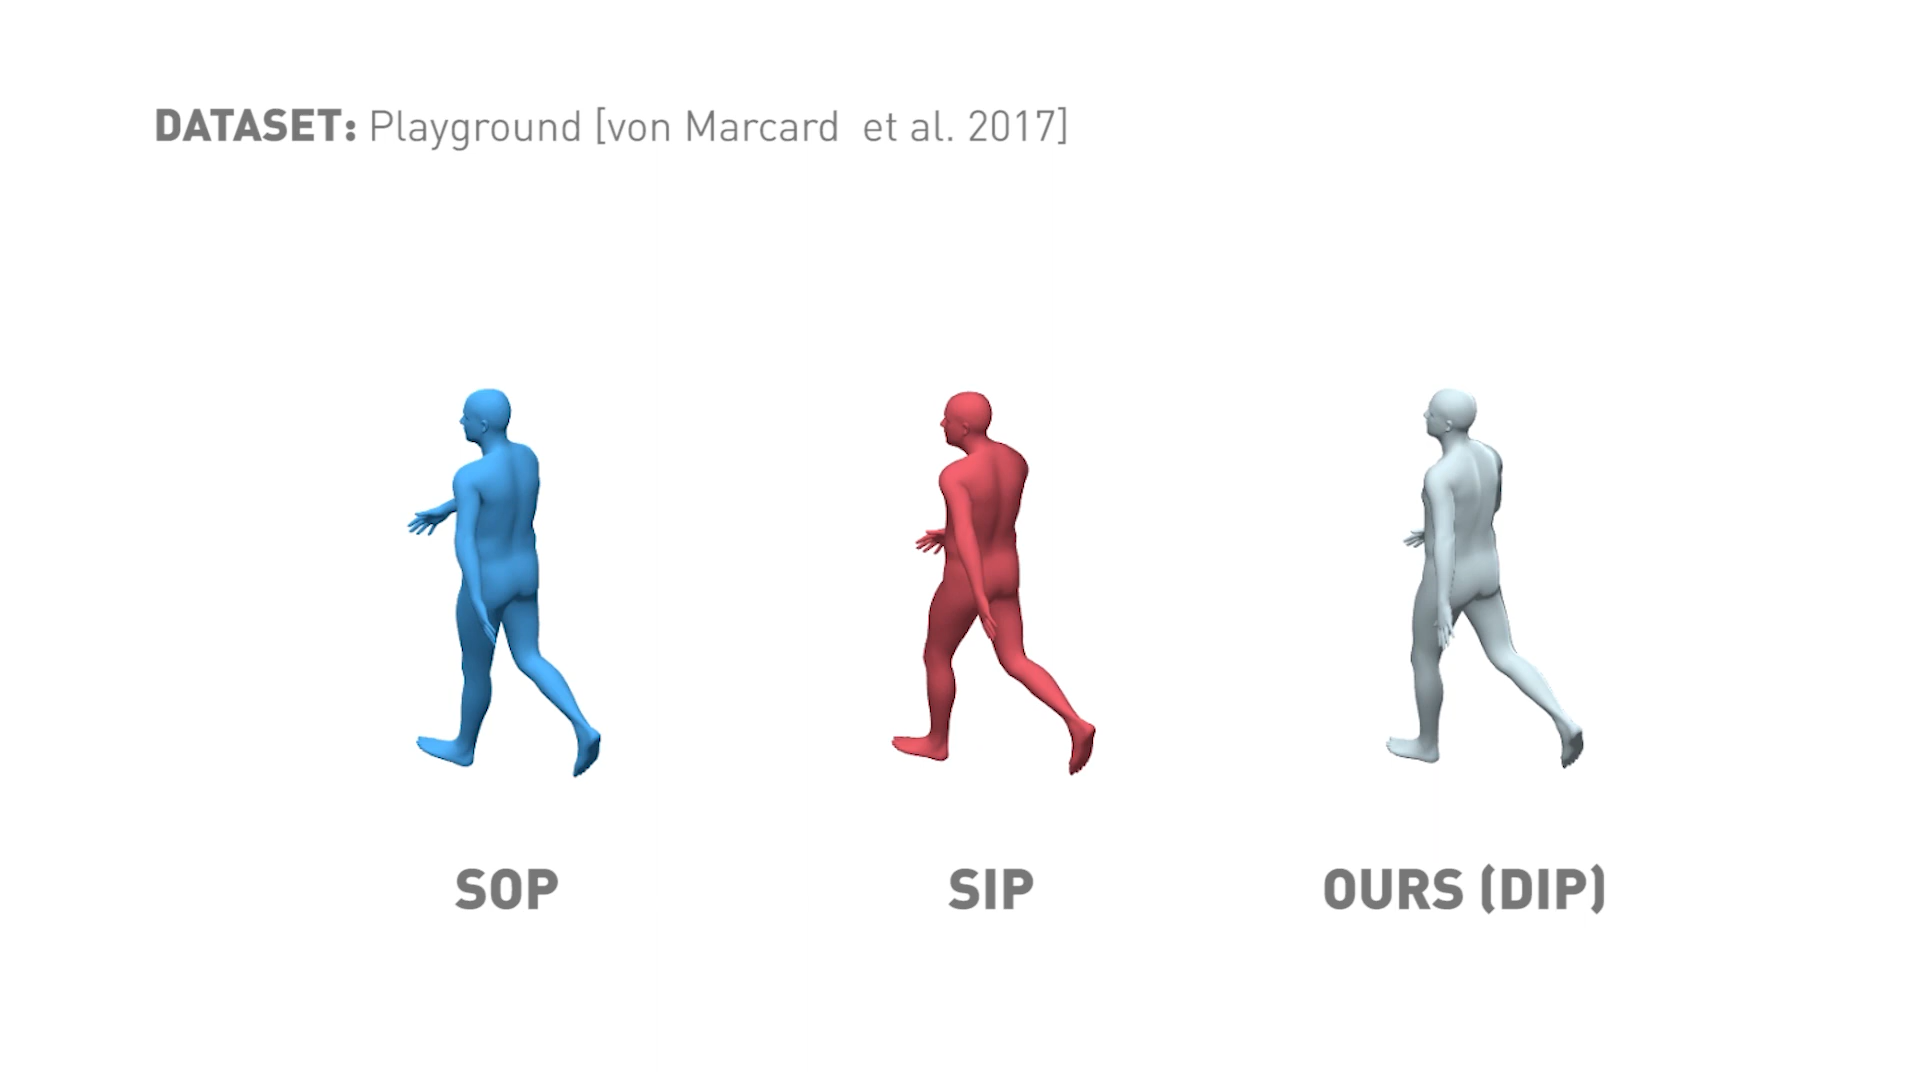 DATASET: Playground [von Marcard et al. 2017]
SOP
SIP
OURS (DIP)